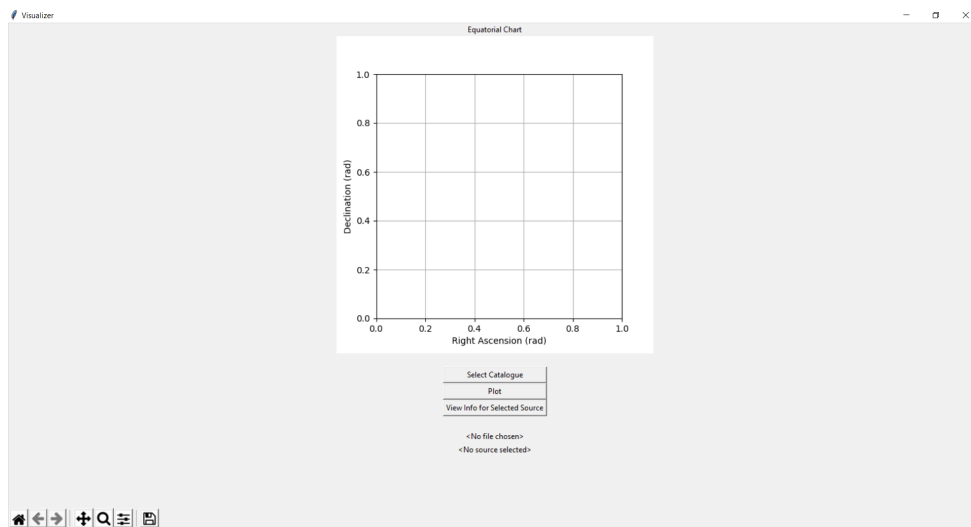 Visualizer
Equatorial Chart
1.0
0.8
0.6
0.4
0.2
0.0
Declination (rad)
0.0 0.2 0.4 0.6 0.8 1.0
Right Ascension (rad)
Select Catalogue
Plot
View Info for Selected Source
<No file chosen>
<No source selected>